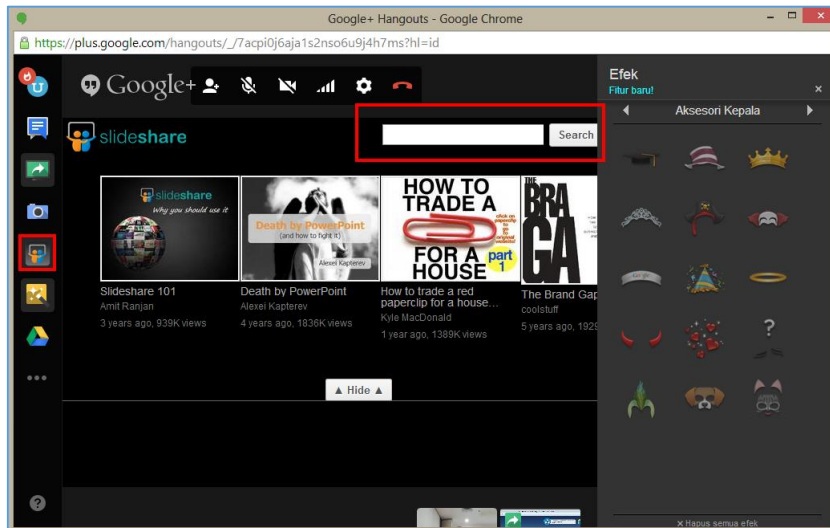 Google+ Hangouts - Google Chrome
https://plus.google.com/hangouts/_/7acpi0j6aja1s2nso6u9j4h7ms?hl=id
Google+
slideshare
Search
slideshare
Why you should use it
Death by PowerPoint
(and how to fight it)
Alexei Kapterev
HOW TO
TRADE A
FOR A
HOUSE
part
1
THE
BRA
GA
Slideshare 101
Amit Ranjan
3 years ago, 939K views
Death by PowerPoint
Alexei Kapterev
4 years ago, 1836K views
How to trade a red
paperclip for a house...
Kyle MacDonald
1 year ago, 1389K views
The Brand Gap
coolstuff
5 years ago, 1929
▲ Hide ▲
Efek
Fitur baru!
×
Aksesori Kepala
?
× Hapus semua efek